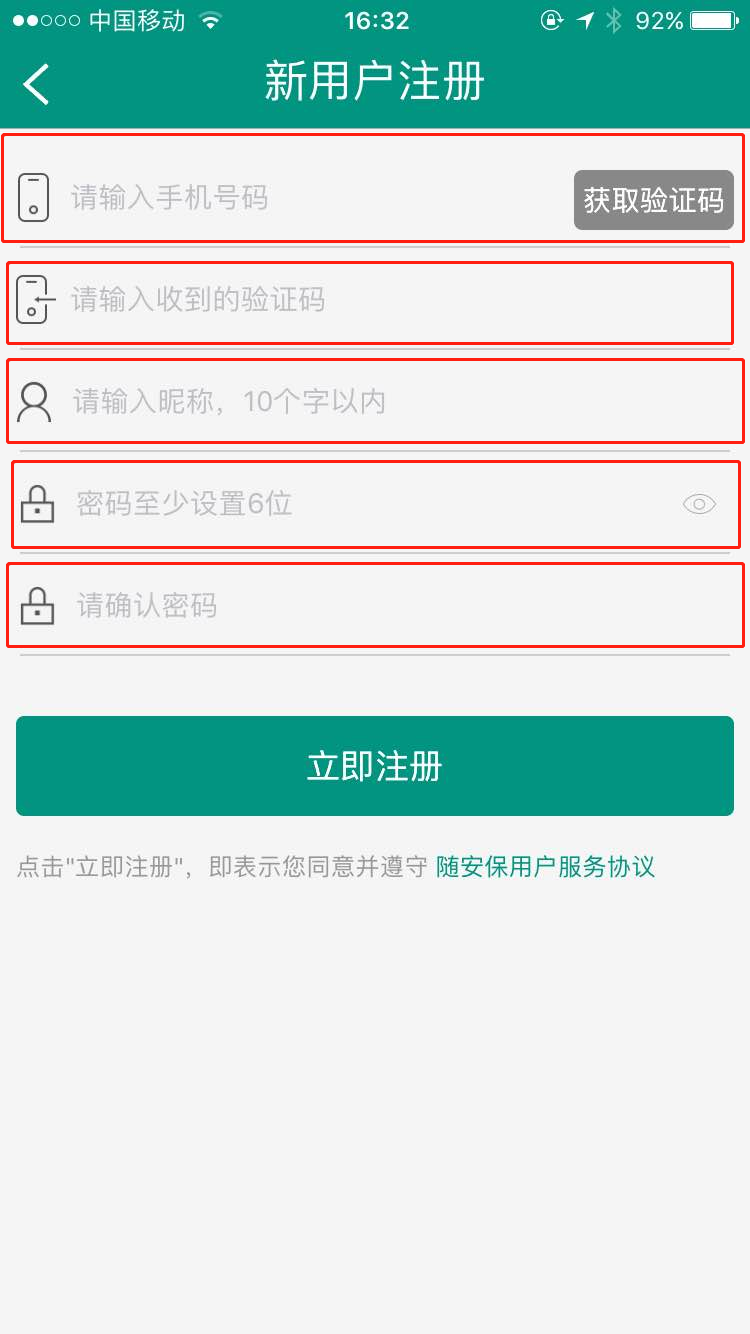 中国移动 16:32 92%
新用户注册
请输入手机号码 获取验证码
请输入收到的验证码
请输入昵称，10个字以内
密码至少设置6位
请确认密码
立即注册
点击"立即注册"，即表示您同意并遵守 随安保用户服务协议